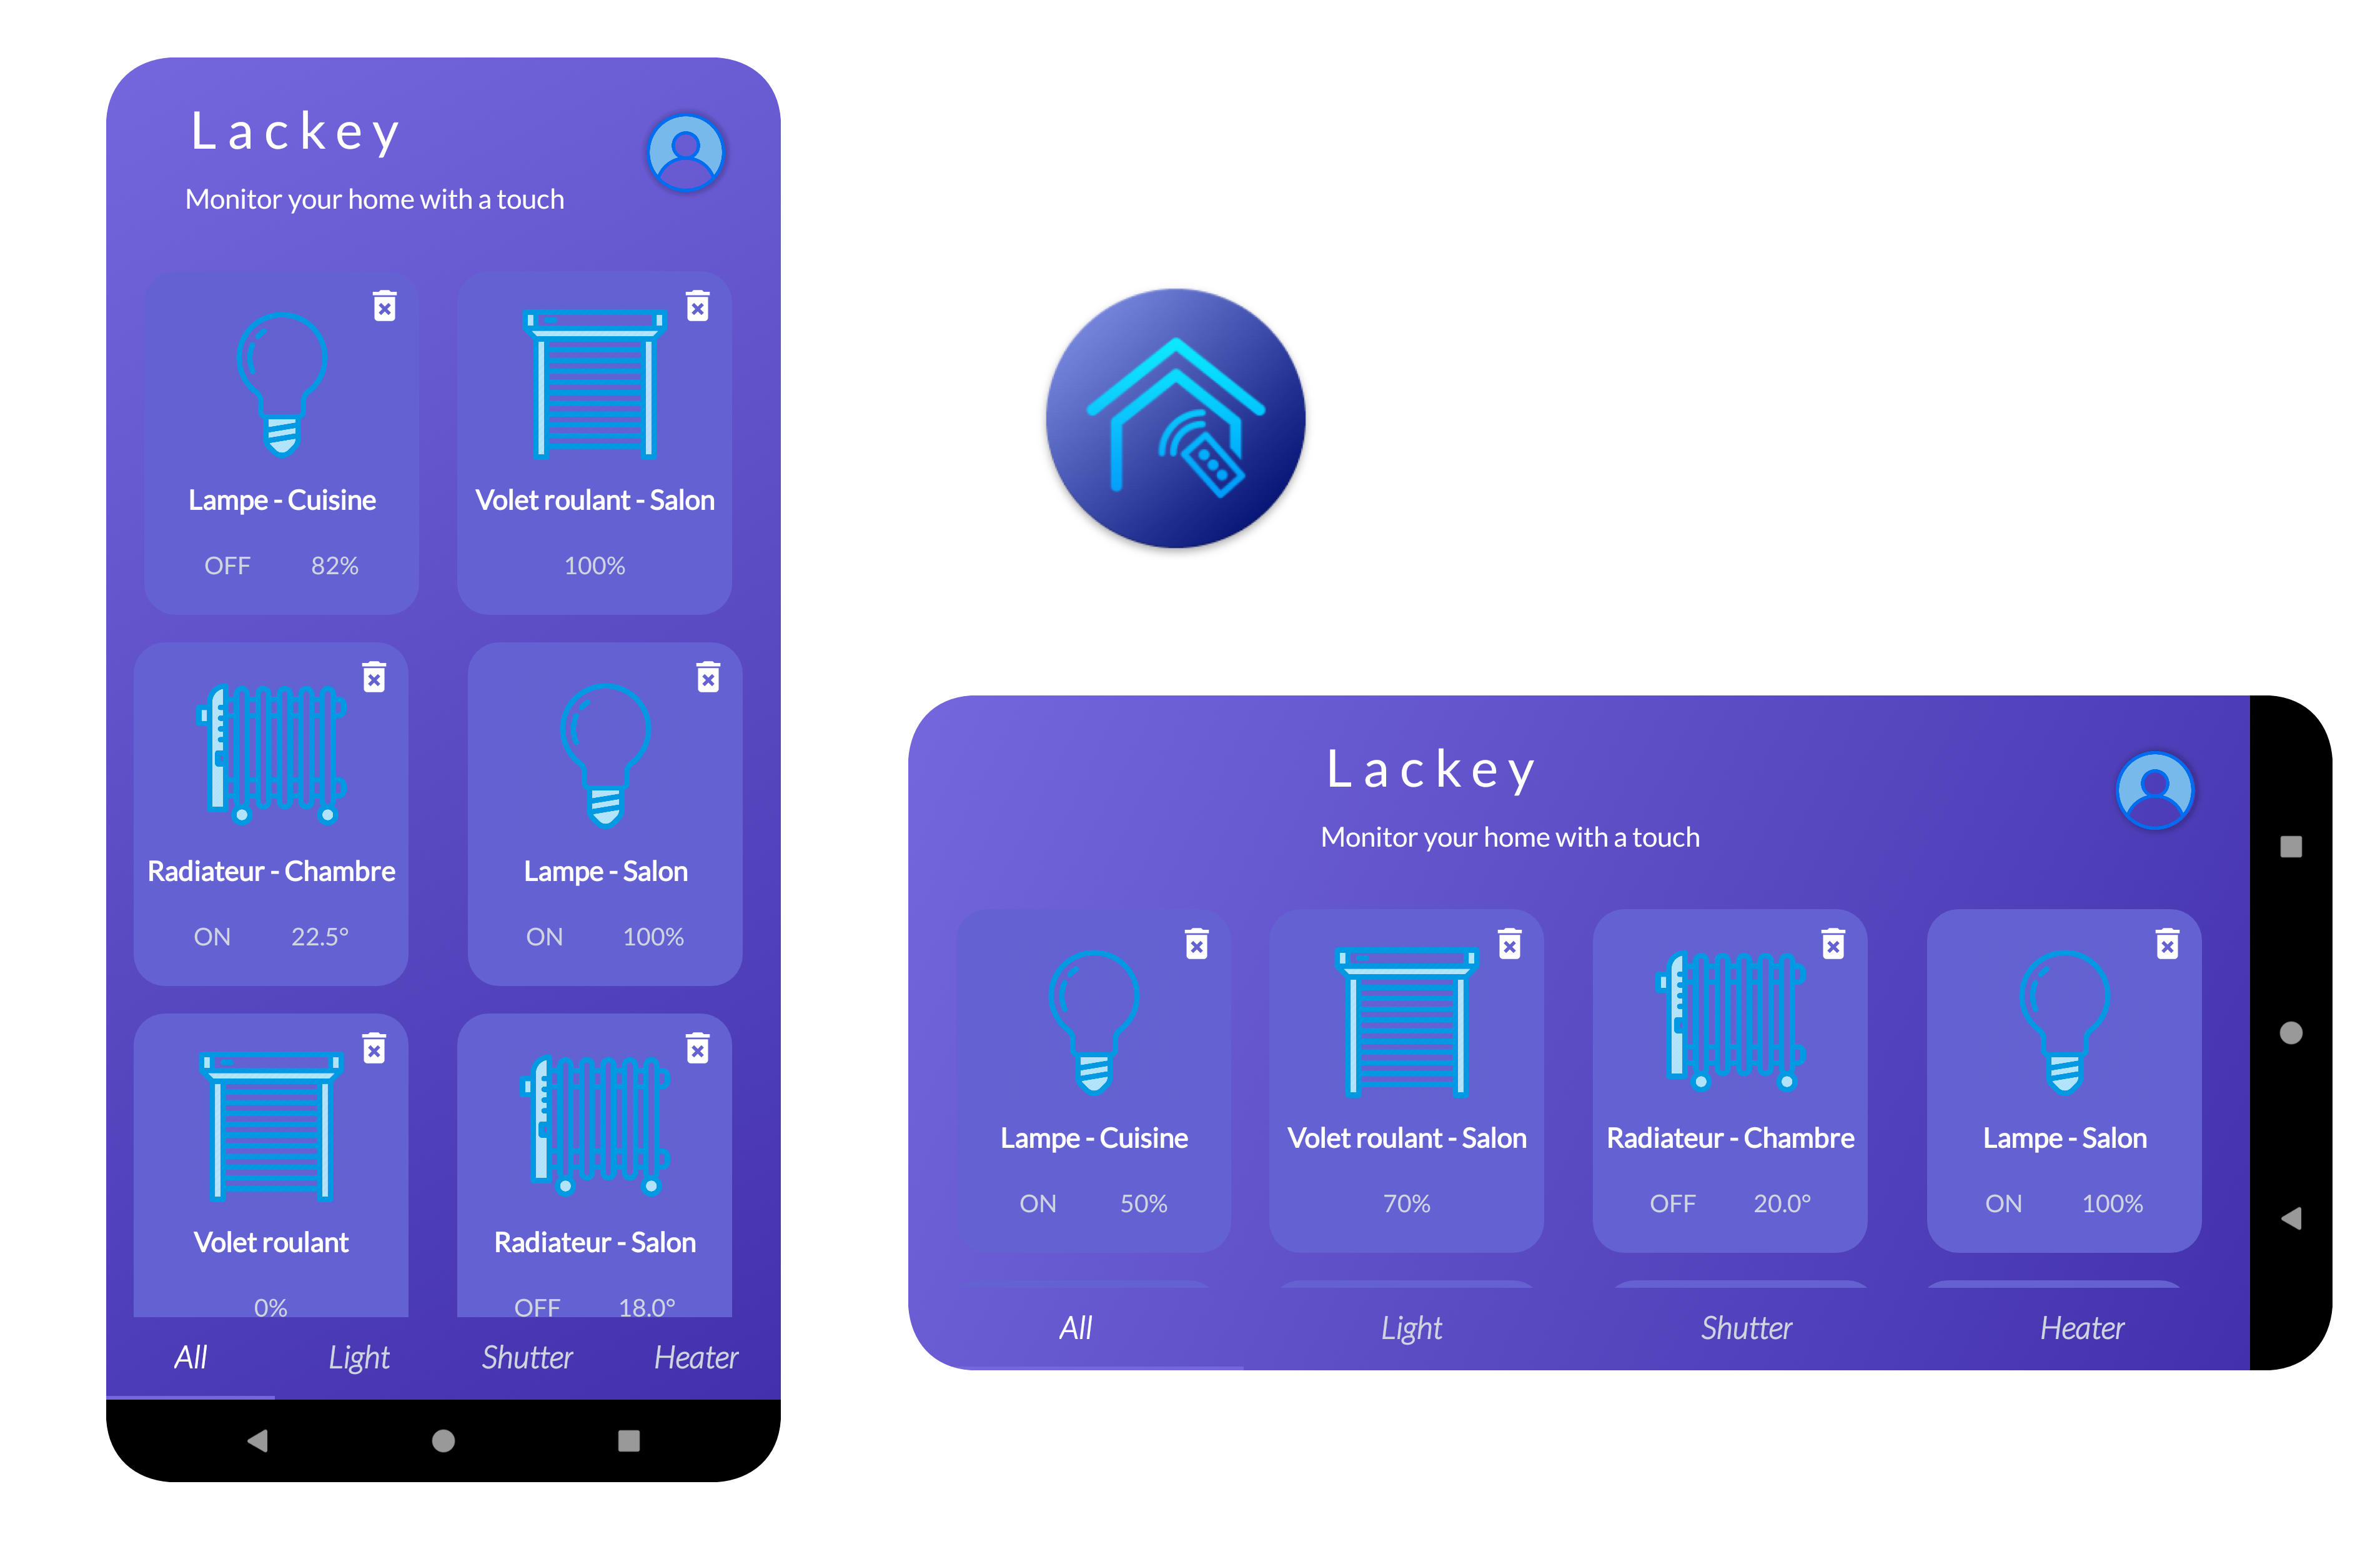 Lackey
Monitor your home with a touch
Lampe - Cuisine
OFF 82%
Volet roulant - Salon
100%
Radiateur - Chambre
ON 22.5°
Lampe - Salon
ON 100%
Volet roulant
0%
Radiateur - Salon
OFF 18.0°
All Light Shutter Heater
Lackey
Monitor your home with a touch
Lampe - Cuisine
ON 50%
Volet roulant - Salon
70%
Radiateur - Chambre
OFF 20.0°
Lampe - Salon
ON 100%
All Light Shutter Heater